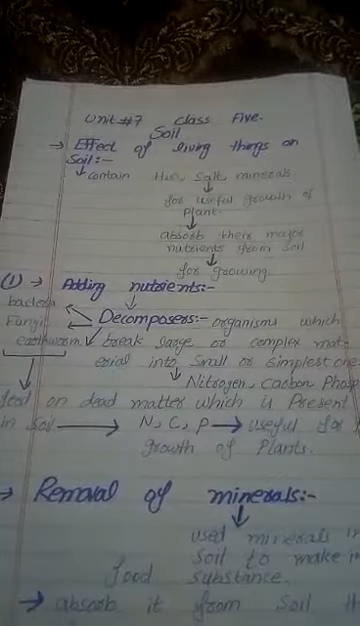 Unit #7 Class Five.
Soil
→ Effect of living things on
Soil:-
↓ contain H₂O, Salt, minerals.
↓
for useful growth of
Plant.
↓
absorb their major
nutrients from soil
↓
for growing
(1) → Adding nutrients:-
bacteria
Fungi Decomposers:- organisms which
earthworm break large or complex mat-
erial into Small or simplest one
↓ Nitrogen, Carbon Phosp
feed on dead matter which is Present
in Soil → N, C, P → useful for
growth of Plants.
→ Removal of minerals:-
↓
used minerals in
soil to make in
food substance.
→ absorb it from soil th